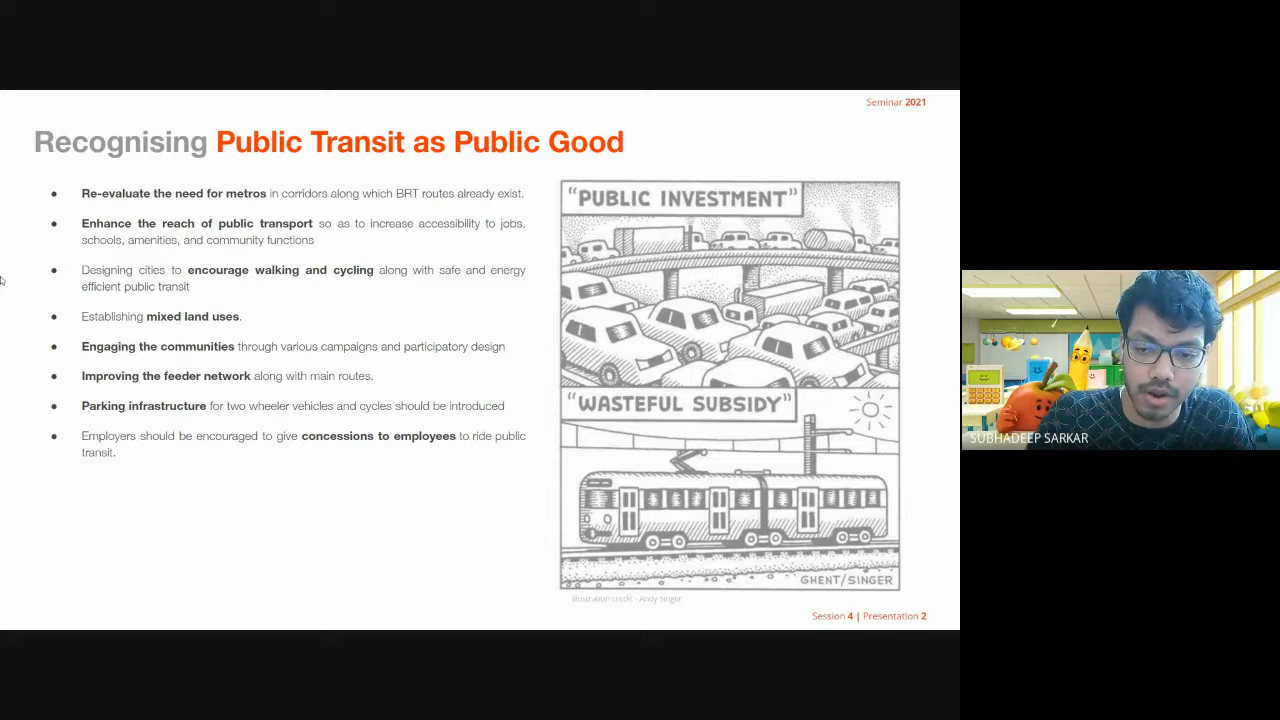 Seminar 2021
Recognising Public Transit as Public Good
● Re-evaluate the need for metros in corridors along which BRT routes already exist.
● Enhance the reach of public transport so as to increase accessibility to jobs,
schools, amenities, and community functions
● Designing cities to encourage walking and cycling along with safe and energy
efficient public transit
● Establishing mixed land uses.
● Engaging the communities through various campaigns and participatory design
● Improving the feeder network along with main routes.
● Parking infrastructure for two wheeler vehicles and cycles should be introduced
● Employers should be encouraged to give concessions to employees to ride public
transit.
"PUBLIC INVESTMENT"
"WASTEFUL SUBSIDY"
GHENT/SINGER
Illustration credit - Andy Singer
Session 4 | Presentation 2
SUBHADEEP SARKAR